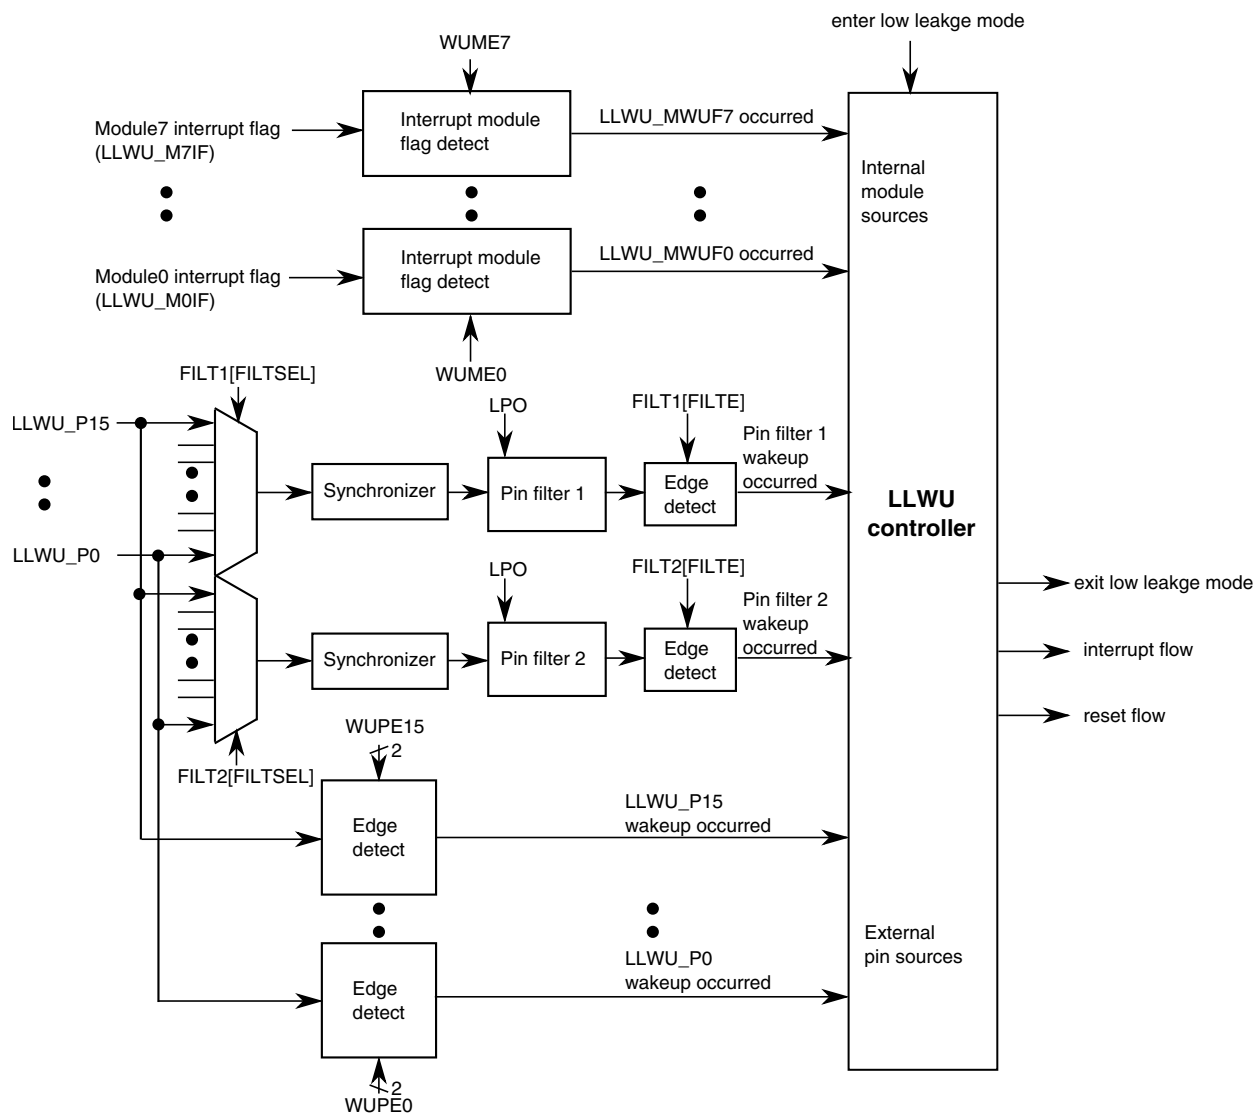 enter low leakge mode
WUME7
Module7 interrupt flag
(LLWU_M7IF)
Interrupt module
flag detect
LLWU_MWUF7 occurred
Internal
module
sources
Module0 interrupt flag
(LLWU_M0IF)
Interrupt module
flag detect
LLWU_MWUF0 occurred
WUME0
FILT1[FILTSEL]
LLWU_P15
LPO
FILT1[FILTE]
Pin filter 1
wakeup
occurred
Synchronizer
Pin filter 1
Edge
detect
LLWU
controller
LLWU_P0
LPO
FILT2[FILTE]
Pin filter 2
wakeup
occurred
Synchronizer
Pin filter 2
Edge
detect
exit low leakge mode
interrupt flow
reset flow
FILT2[FILTSEL]
WUPE15
2
Edge
detect
LLWU_P15
wakeup occurred
External
pin sources
Edge
detect
LLWU_P0
wakeup occurred
2
WUPE0